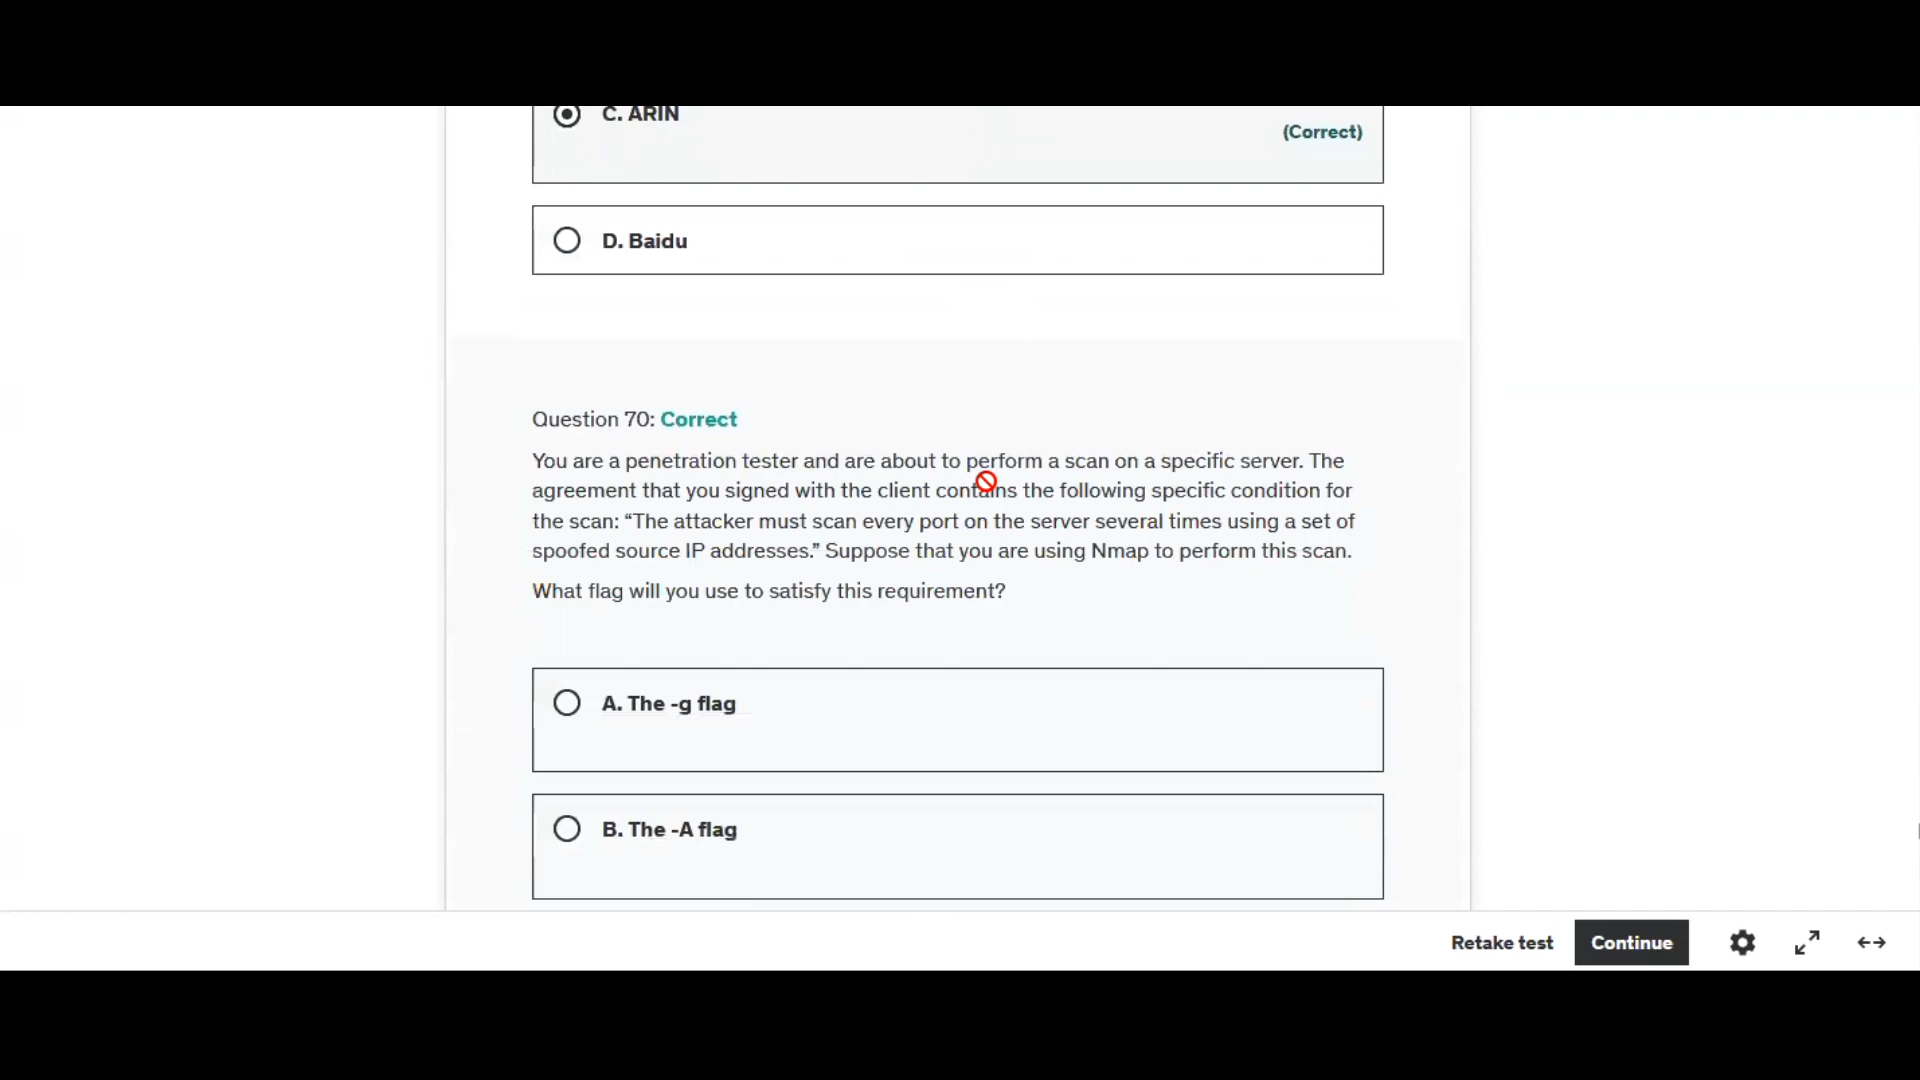 C. ARIN
(Correct)
D. Baidu
Question 70: Correct
You are a penetration tester and are about to perform a scan on a specific server. The
agreement that you signed with the client contains the following specific condition for
the scan: “The attacker must scan every port on the server several times using a set of
spoofed source IP addresses.” Suppose that you are using Nmap to perform this scan.
What flag will you use to satisfy this requirement?
A. The -g flag
B. The -A flag
Retake test
Continue